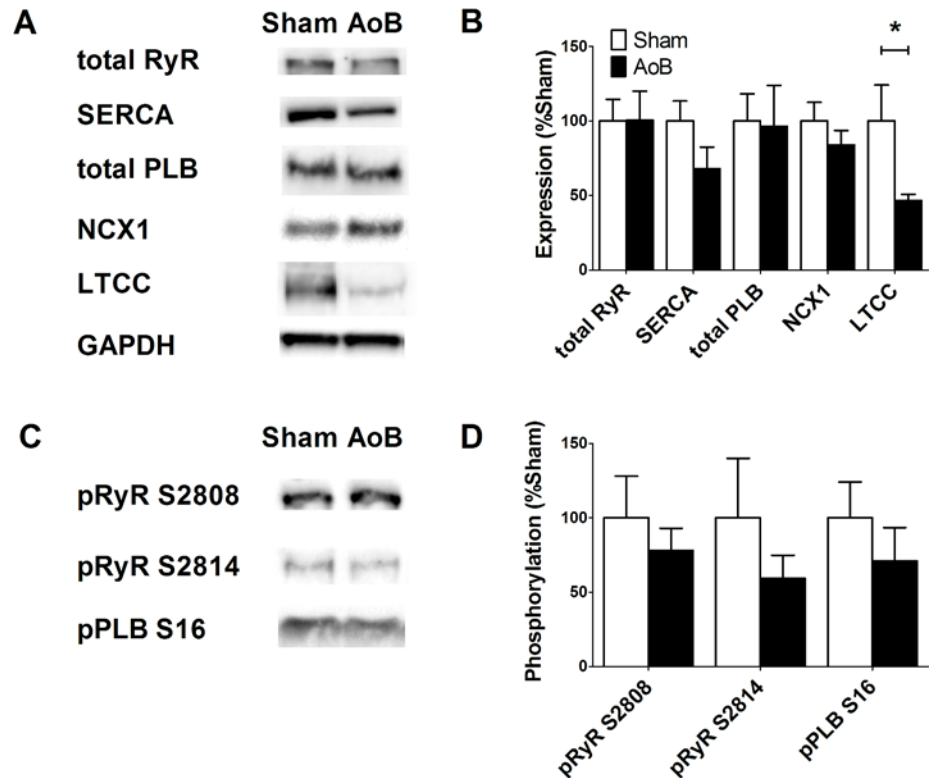 A
Sham AoB
total RyR
SERCA
total PLB
NCX1
LTCC
GAPDH
B
Expression (%Sham)
150
100
50
0
Sham
AoB
*
total RyR
SERCA
total PLB
NCX1
LTCC
C
Sham AoB
pRyR S2808
pRyR S2814
pPLB S16
D
Phosphorylation (%Sham)
150
100
50
0
pRyR S2808
pRyR S2814
pPLB S16